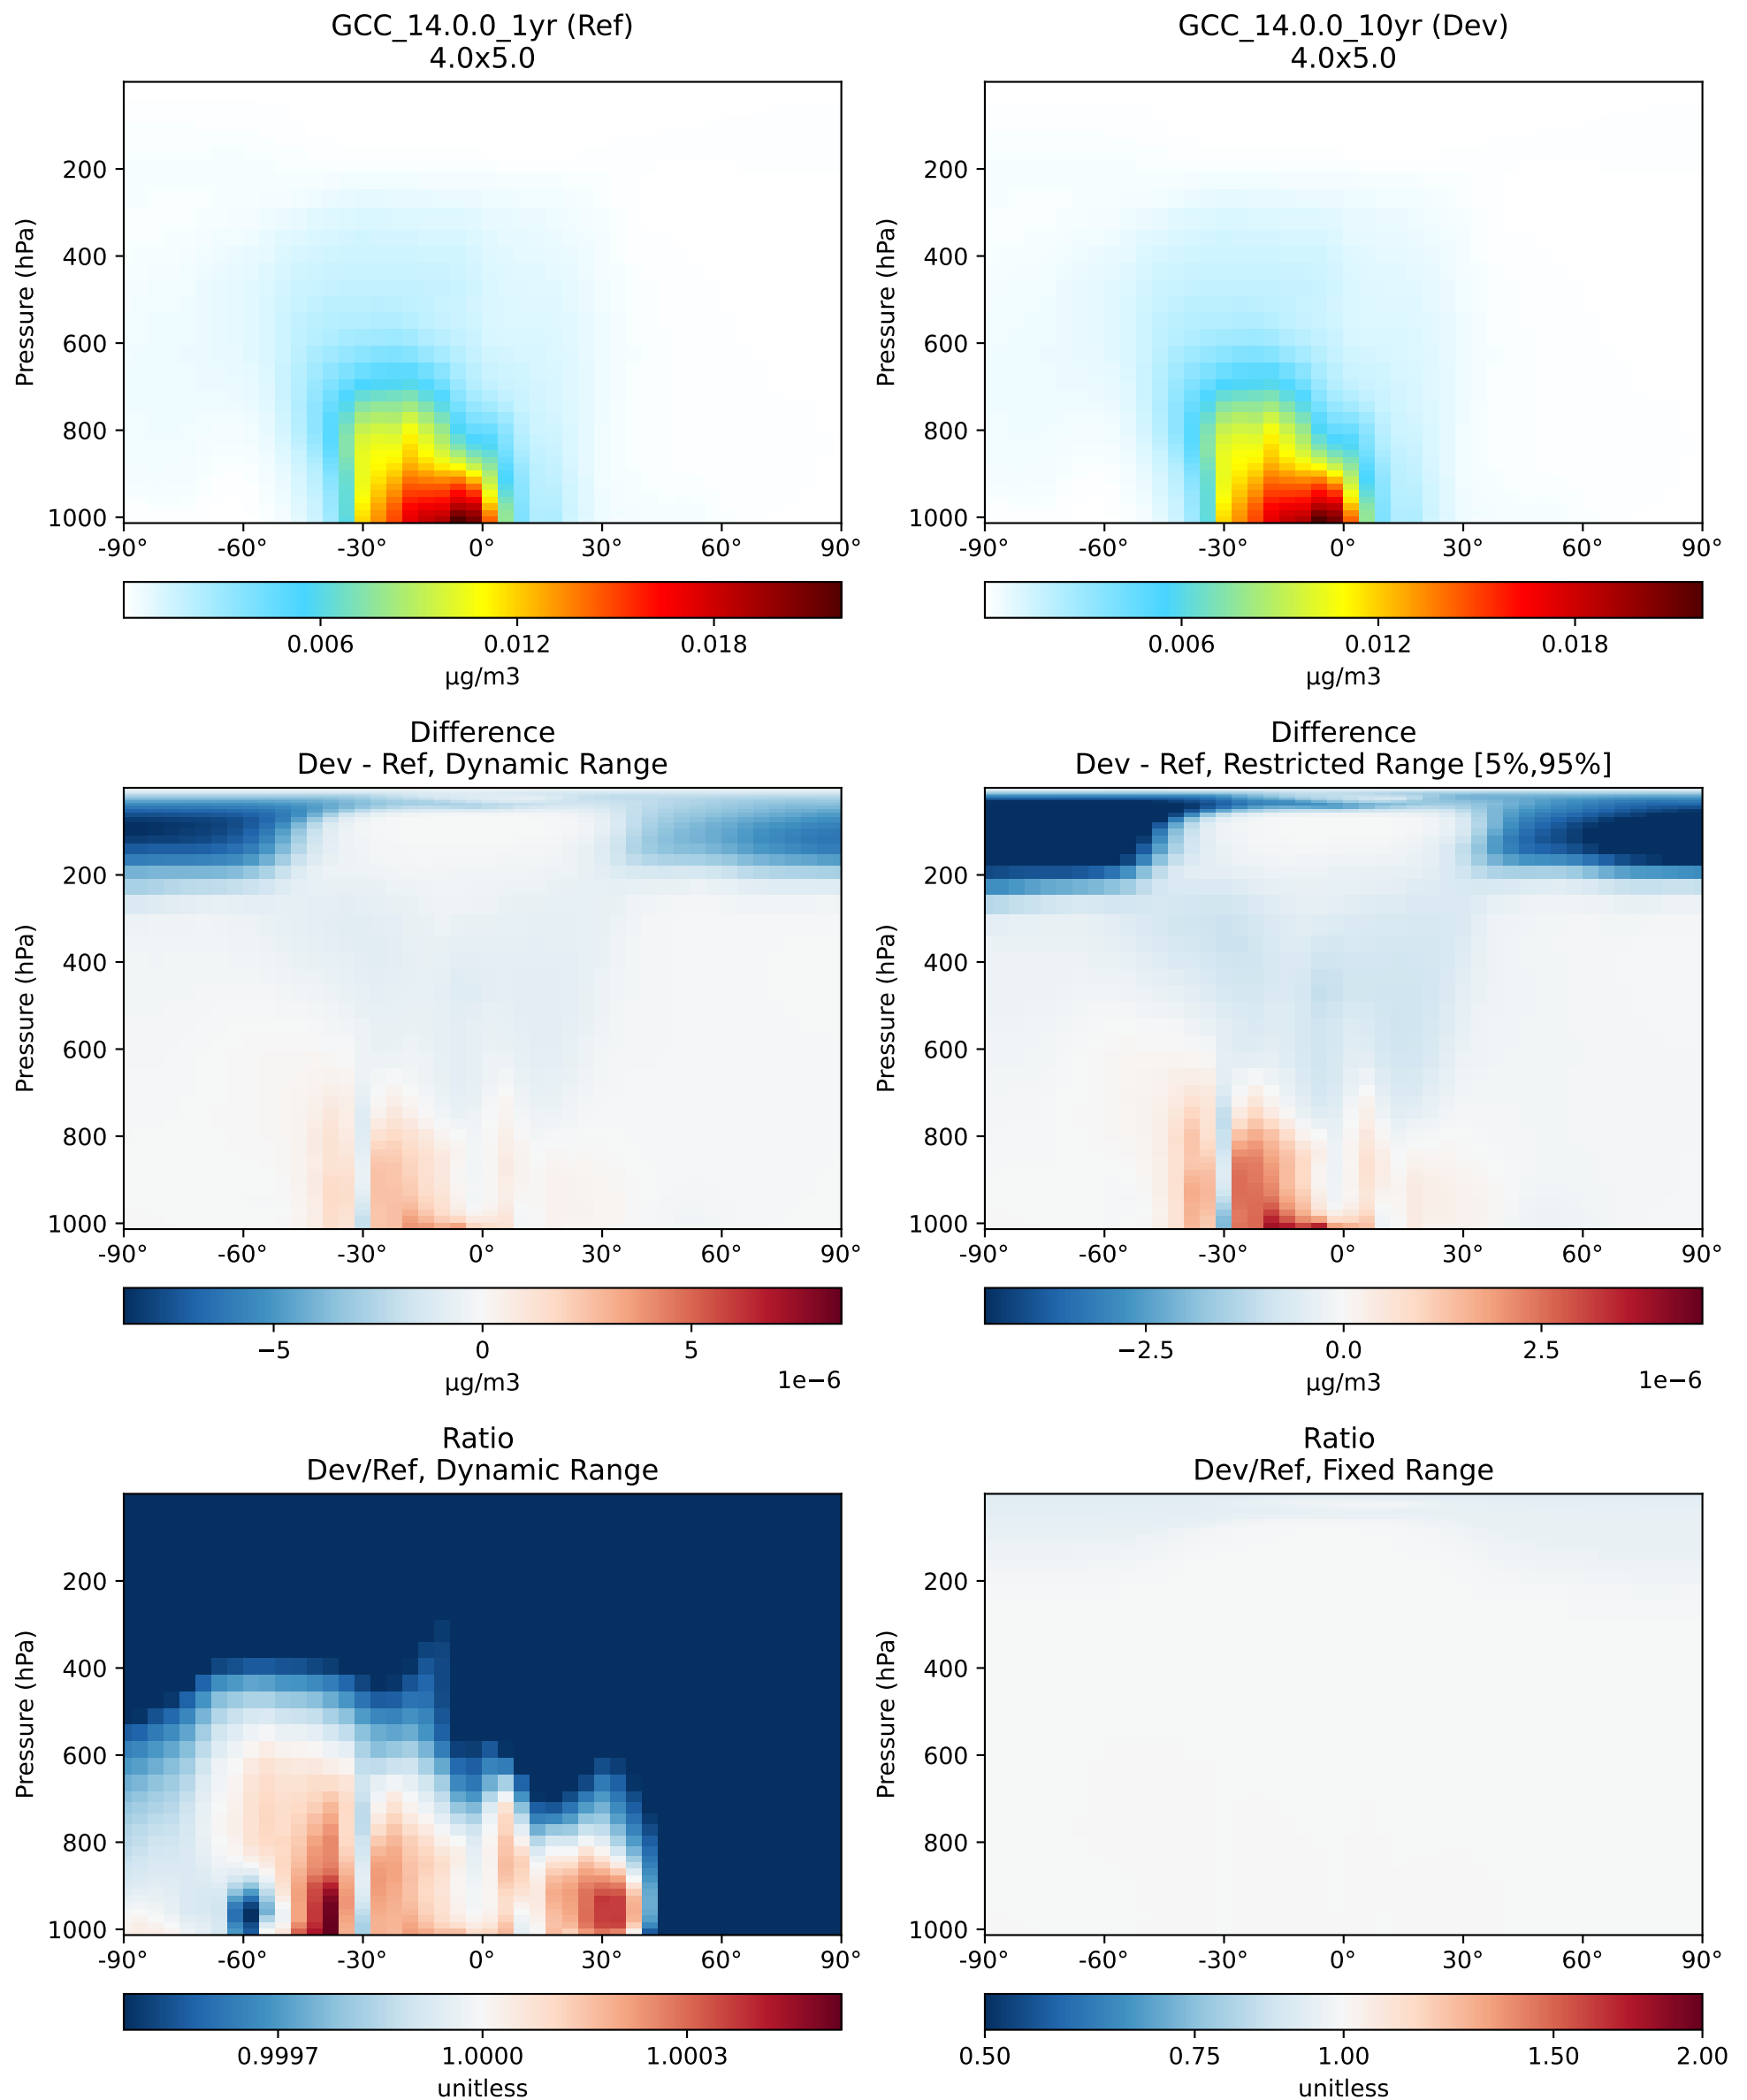 GCC_14.0.0_1yr (Ref)
4.0x5.0
GCC_14.0.0_10yr (Dev)
4.0x5.0
Pressure (hPa)
200
400
600
800
1000
-90° -60° -30° 0° 30° 60° 90°
0.006 0.012 0.018
µg/m3
Pressure (hPa)
200
400
600
800
1000
-90° -60° -30° 0° 30° 60° 90°
0.006 0.012 0.018
µg/m3
Difference
Dev - Ref, Dynamic Range
Pressure (hPa)
200
400
600
800
1000
-90° -60° -30° 0° 30° 60° 90°
−5 0 5
µg/m3 1e−6
Difference
Dev - Ref, Restricted Range [5%,95%]
Pressure (hPa)
200
400
600
800
1000
-90° -60° -30° 0° 30° 60° 90°
−2.5 0.0 2.5
µg/m3 1e−6
Ratio
Dev/Ref, Dynamic Range
Pressure (hPa)
200
400
600
800
1000
-90° -60° -30° 0° 30° 60° 90°
0.9997 1.0000 1.0003
unitless
Ratio
Dev/Ref, Fixed Range
Pressure (hPa)
200
400
600
800
1000
-90° -60° -30° 0° 30° 60° 90°
0.50 0.75 1.00 1.50 2.00
unitless